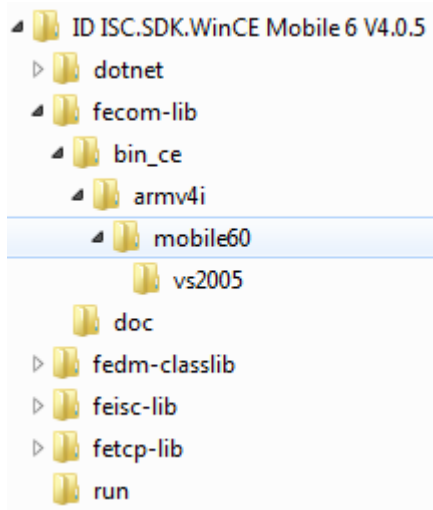 ID ISC.SDK.WinCE Mobile 6 V4.0.5
dotnet
fecom-lib
bin_ce
armv4i
mobile60
vs2005
doc
fedm-classlib
feisc-lib
fetcp-lib
run